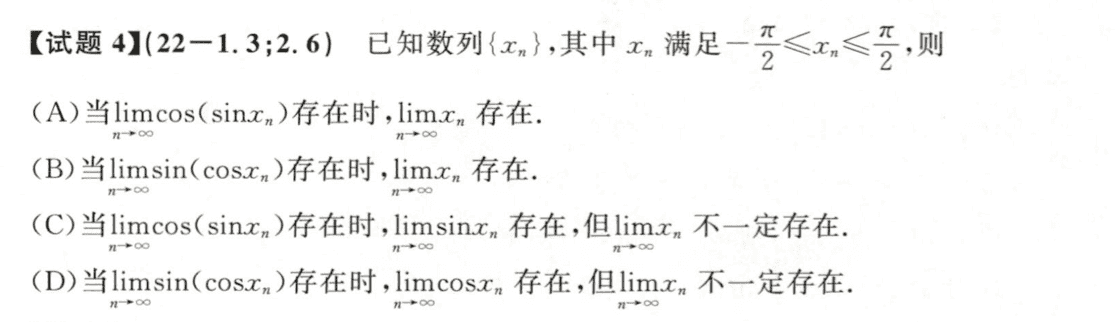 【试题 4】(22-1.3;2.6) 已知数列{xₙ},其中 xₙ 满足 $-\frac{\pi}{2} \leqslant x_n \leqslant \frac{\pi}{2}$,则
(A)当$\lim\limits_{n\to\infty}\cos(\sin x_n)$存在时,$\lim\limits_{n\to\infty}x_n$ 存在.
(B)当$\lim\limits_{n\to\infty}\sin(\cos x_n)$存在时,$\lim\limits_{n\to\infty}x_n$ 存在.
(C)当$\lim\limits_{n\to\infty}\cos(\sin x_n)$存在时,$\lim\limits_{n\to\infty}\sin x_n$ 存在,但$\lim\limits_{n\to\infty}x_n$ 不一定存在.
(D)当$\lim\limits_{n\to\infty}\sin(\cos x_n)$存在时,$\lim\limits_{n\to\infty}\cos x_n$ 存在,但$\lim\limits_{n\to\infty}x_n$ 不一定存在.